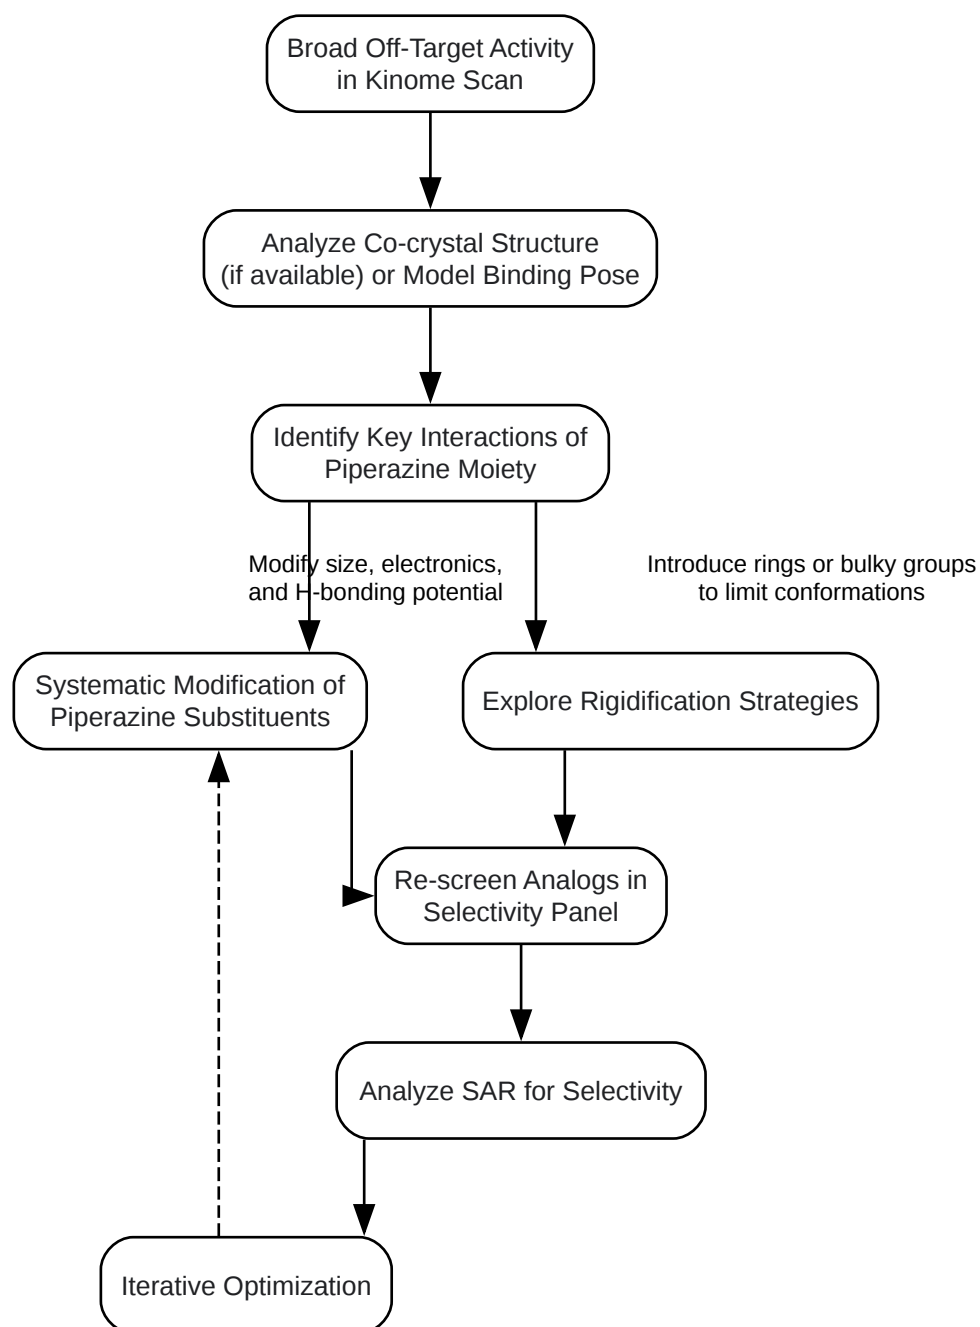 Broad Off-Target Activity
in Kinome Scan
Analyze Co-crystal Structure
(if available) or Model Binding Pose
Identify Key Interactions of
Piperazine Moiety
Modify size, electronics,
and H-bonding potential
Introduce rings or bulky groups
to limit conformations
Systematic Modification of
Piperazine Substituents
Explore Rigidification Strategies
Re-screen Analogs in
Selectivity Panel
Analyze SAR for Selectivity
Iterative Optimization